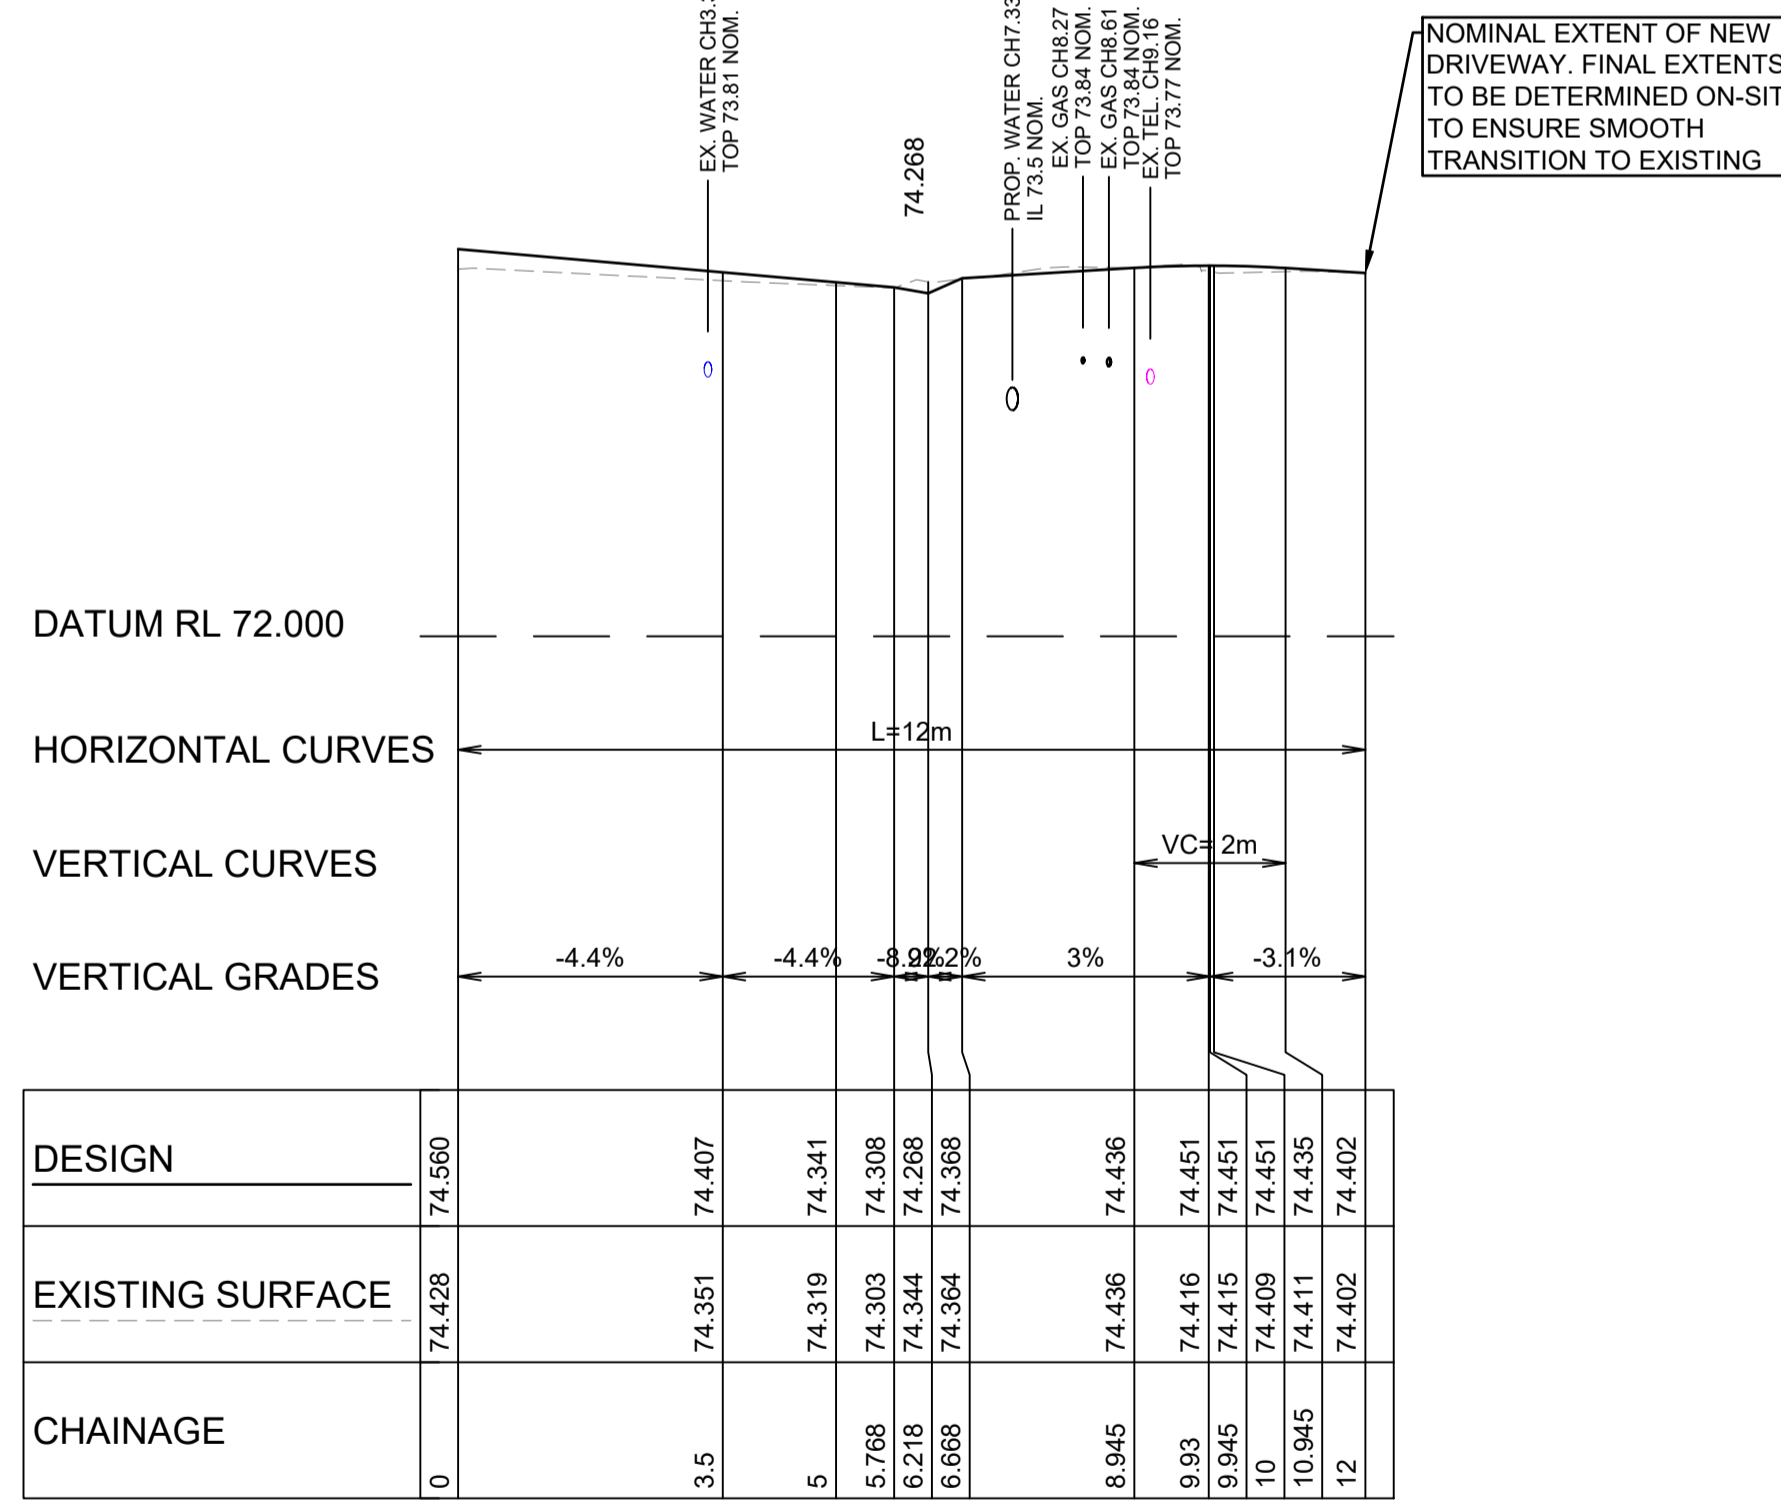 EX. WATER CH3.
TOP 73.81 NOM.
74.268
PROP. WATER CH7.33
IL 73.5 NOM.
EX. GAS CH8.27
TOP 73.84 NOM.
EX. GAS CH8.61
TOP 73.84 NOM.
EX. TEL. CH9.16
TOP 73.77 NOM.
NOMINAL EXTENT OF NEW
DRIVEWAY. FINAL EXTENTS
TO BE DETERMINED ON-SIT
TO ENSURE SMOOTH
TRANSITION TO EXISTING
DATUM RL 72.000
HORIZONTAL CURVES
L=12m
VERTICAL CURVES
VC= 2m
VERTICAL GRADES
-4.4% -4.4% 3% -3.1%
DESIGN 74.560 74.407 74.341 74.308 74.268 74.368 74.436 74.451 74.451 74.451 74.435 74.402
EXISTING SURFACE 74.428 74.351 74.319 74.303 74.344 74.364 74.436 74.416 74.415 74.409 74.411 74.402
CHAINAGE 0 3.5 5 5.768 6.218 6.668 8.945 9.93 9.945 10 10.945 12